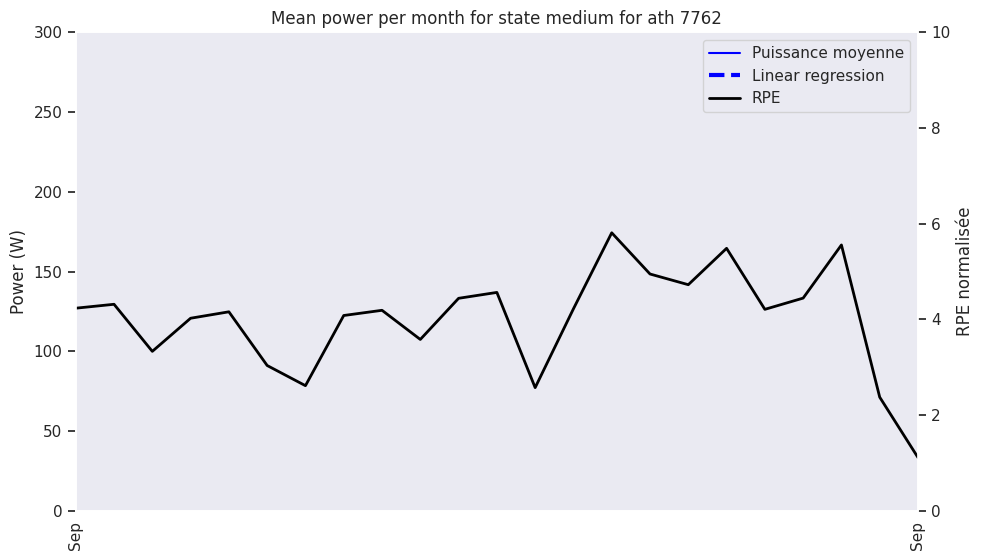 Mean power per month for state medium for ath 7762
300
250
200
150
100
50
0
Power (W)
Puissance moyenne
Linear regression
RPE
10
8
6
4
2
0
RPE normalisée
Sep
Sep